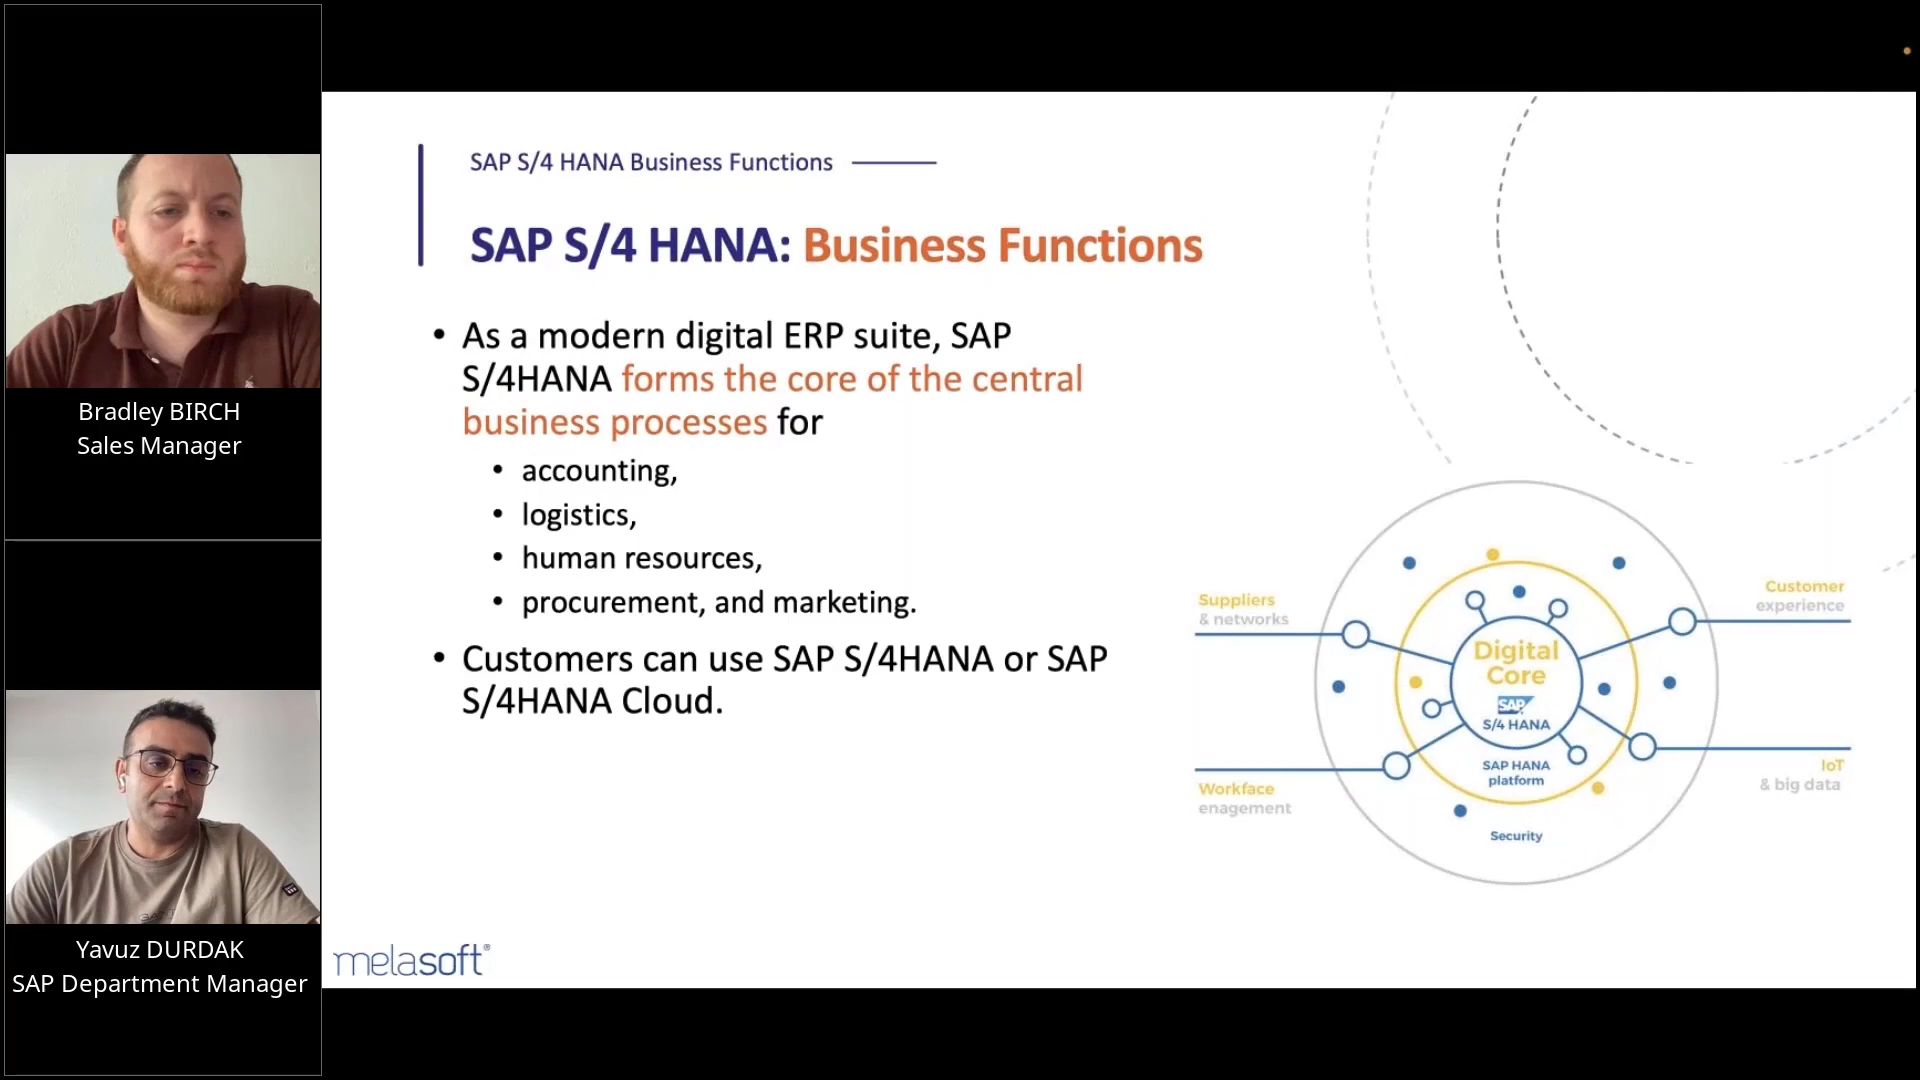 Bradley BIRCH
Sales Manager
Yavuz DURDAK
SAP Department Manager
SAP S/4 HANA Business Functions
SAP S/4 HANA: Business Functions
• As a modern digital ERP suite, SAP
S/4HANA forms the core of the central
business processes for
• accounting,
• logistics,
• human resources,
• procurement, and marketing.
• Customers can use SAP S/4HANA or SAP
S/4HANA Cloud.
Suppliers
& networks
Customer
experience
Digital
Core
SAP
S/4 HANA
SAP HANA
platform
Security
Workface
enagement
IoT
& big data
melasoft®